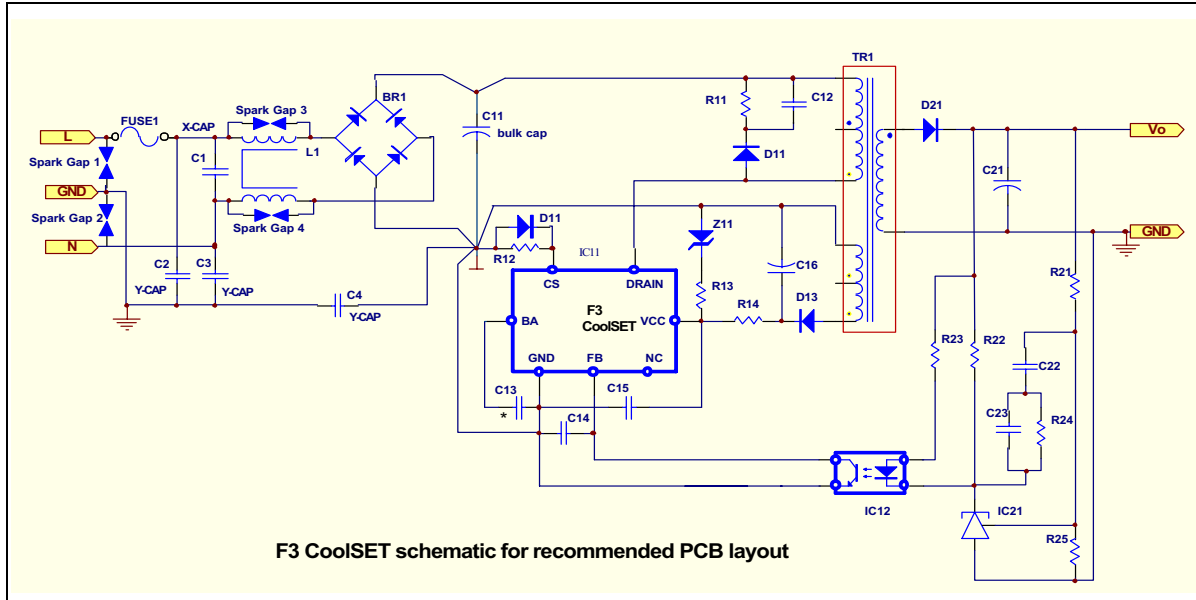 TR1
BR1
Spark Gap 3
FUSE1
X-CAP
L
R11
C12
D21
C11
bulk cap
Vo
L1
C1
D11
Spark Gap 1
GND
C21
Spark Gap 2
Spark Gap 4
N
D11
Z11
GND
R12
IC11
C16
C2
C3
Y-CAP
Y-CAP
CS
DRAIN
R13
R21
C4
Y-CAP
F3
CoolSET
BA
VCC
R14
D13
R23
R22
GND
FB
NC
C22
C13
*
C15
C14
C23
R24
IC12
IC21
R25
F3 CoolSET schematic for recommended PCB layout